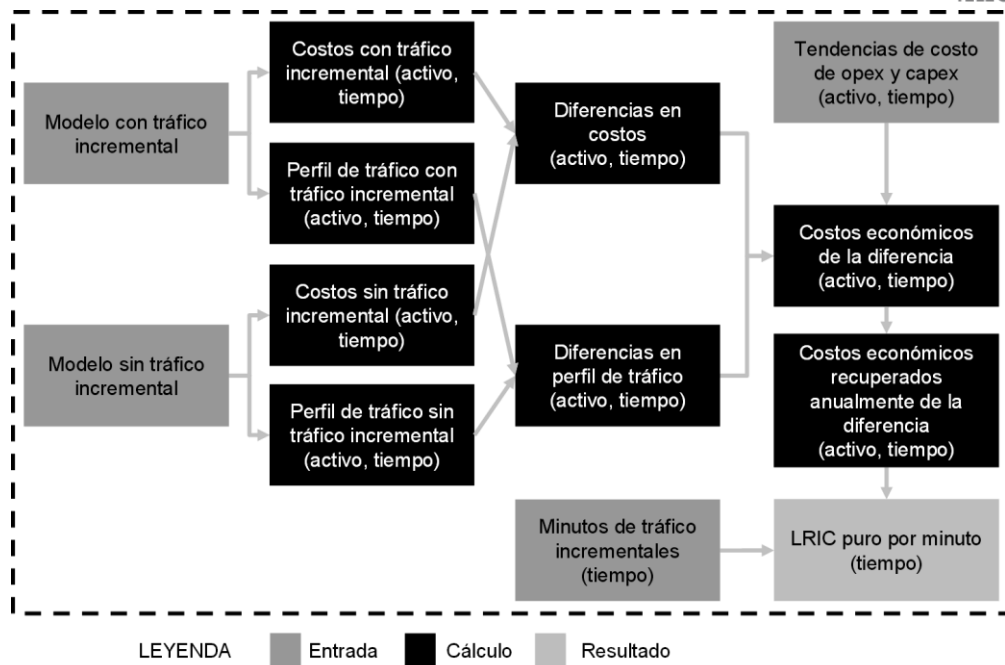 Modelo con tráfico
incremental
Modelo sin tráfico
incremental
Costos con tráfico
incremental (activo,
tiempo)
Perfil de tráfico con
tráfico incremental
(activo, tiempo)
Costos sin tráfico
incremental (activo,
tiempo)
Perfil de tráfico sin
tráfico incremental
(activo, tiempo)
Diferencias en
costos
(activo, tiempo)
Diferencias en
perfil de tráfico
(activo, tiempo)
Minutos de tráfico
incrementales
(tiempo)
Tendencias de costo
de opex y capex
(activo, tiempo)
Costos económicos
de la diferencia
(activo, tiempo)
Costos económicos
recuperados
anualmente de la
diferencia
(activo, tiempo)
LRIC puro por minuto
(tiempo)
LEYENDA
Entrada
Cálculo
Resultado